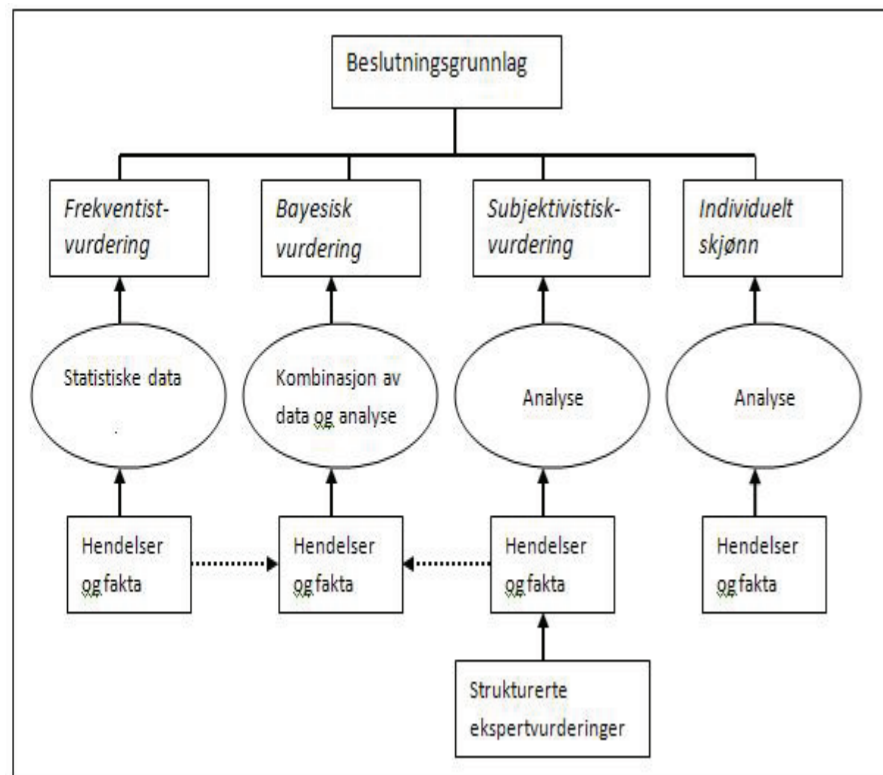 Beslutningsgrunnlag
Frekventist-
vurdering
Bayesisk
vurdering
Subjektivistisk-
vurdering
Individuelt
skjønn
Statistiske data
.
Kombinasjon av
data og analyse
Analyse
Analyse
Hendelser
og fakta
Hendelser
og fakta
Hendelser
og fakta
Hendelser
og fakta
Strukturerte
ekspertvurderinger